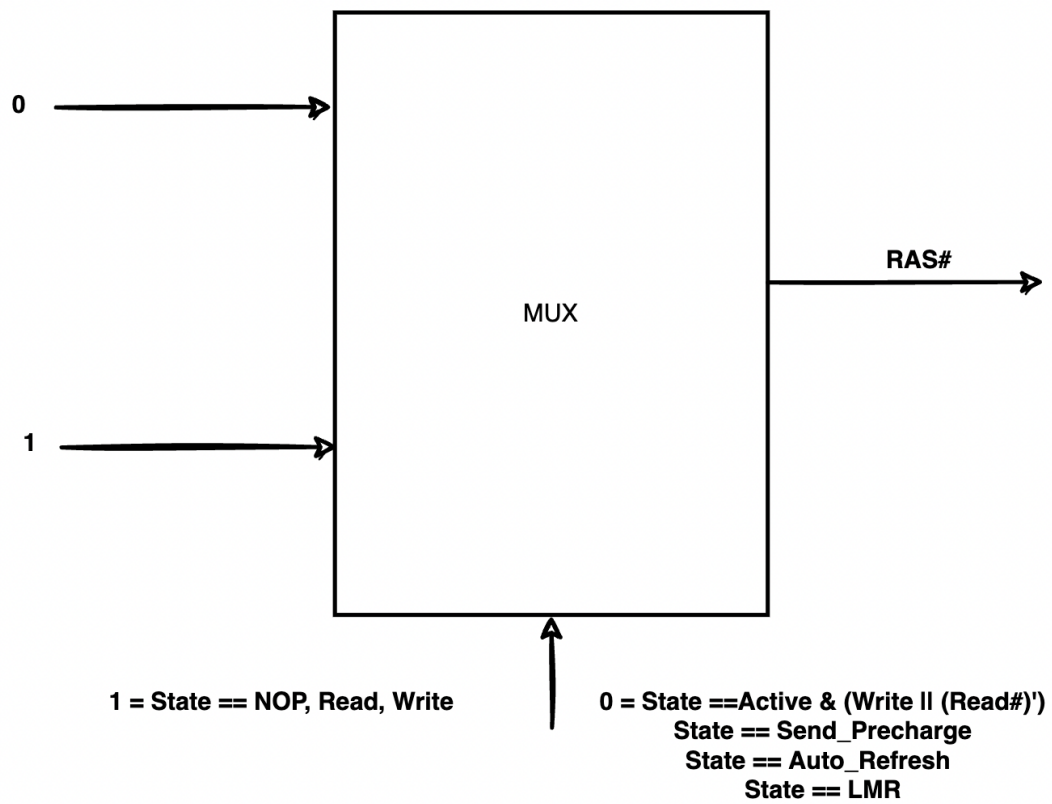 0
RAS#
MUX
1
1 = State == NOP, Read, Write
0 = State ==Active & (Write || (Read#)')
State == Send_Precharge
State == Auto_Refresh
State == LMR